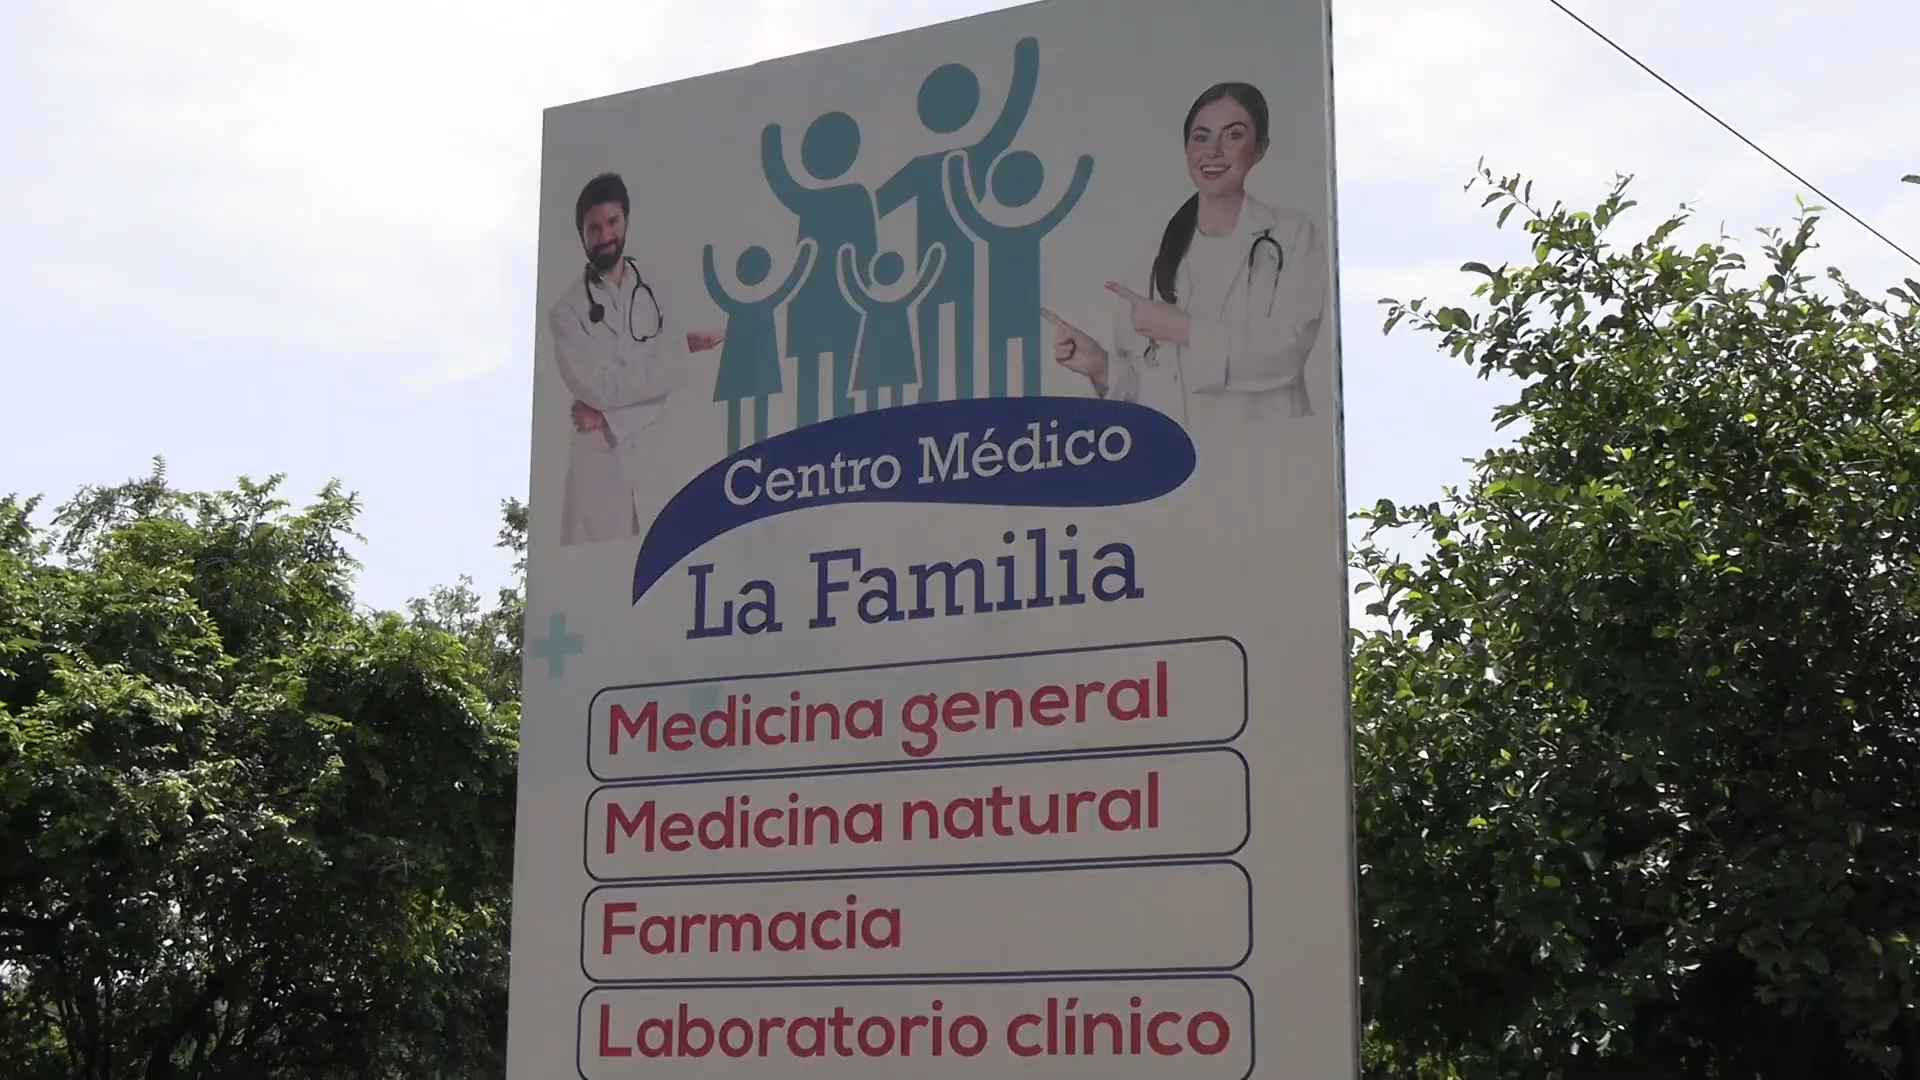 Centro Médico
La Familia
Medicina general
Medicina natural
Farmacia
Laboratorio clínico